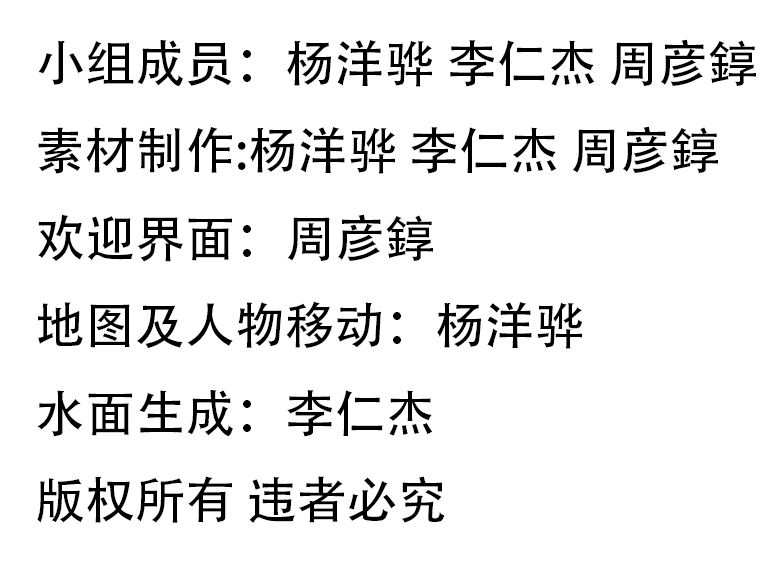 小组成员：杨洋骅 李仁杰 周彦錞
素材制作:杨洋骅 李仁杰 周彦錞
欢迎界面：周彦錞
地图及人物移动：杨洋骅
水面生成：李仁杰
版权所有 违者必究